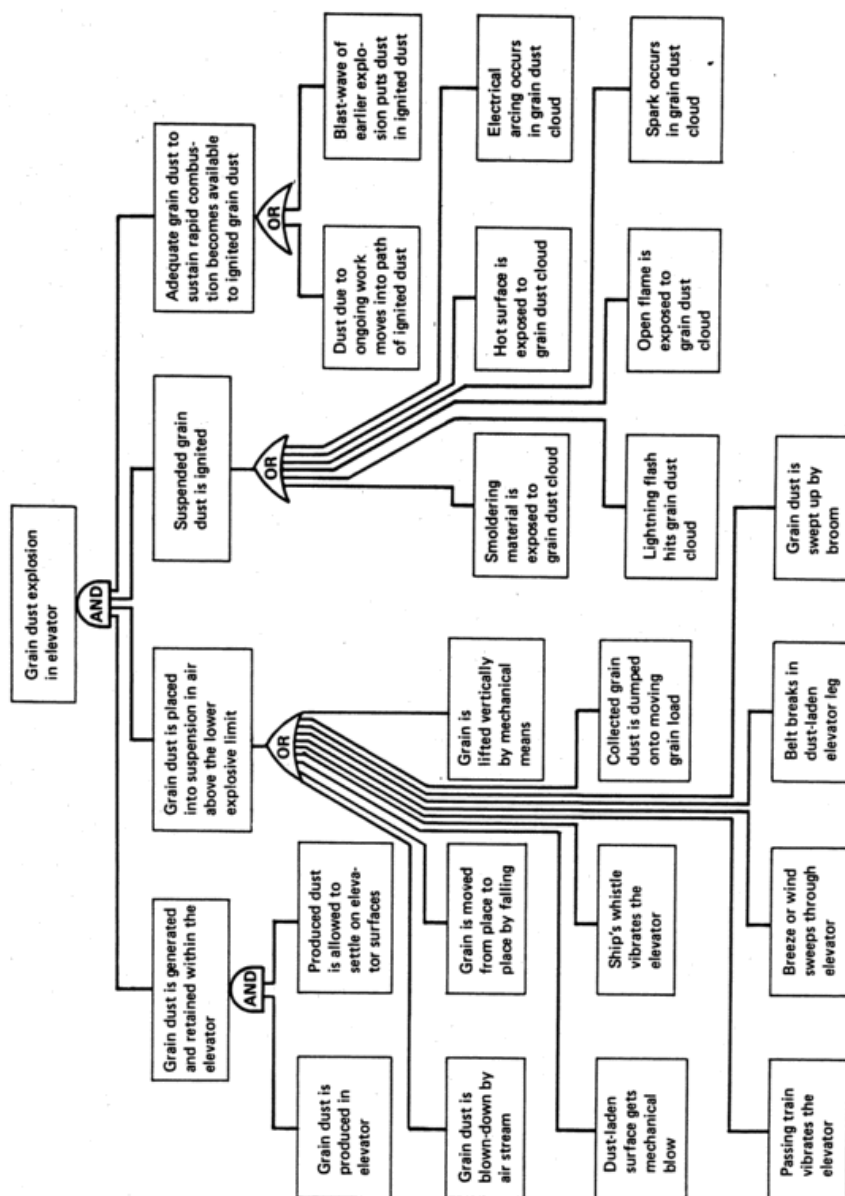 Grain dust explosion
in elevator
AND
Grain dust is generated
and retained within the
elevator
Grain dust is placed
into suspension in air
above the lower
explosive limit
Suspended grain
dust is ignited
Adequate grain dust to
sustain rapid combus-
tion becomes available
to ignited grain dust
AND
OR
OR
OR
Grain dust is
produced in
elevator
Produced dust
is allowed to
settle on eleva-
tor surfaces
Dust due to
ongoing work
moves into path
of ignited dust
Blast-wave of
earlier explo-
sion puts dust
in ignited dust
Grain dust is
blown-down by
air stream
Grain is moved
from place to
place by falling
Grain is
lifted vertically
by mechanical
means
Smoldering
material is
exposed to
grain dust cloud
Hot surface is
exposed to
grain dust cloud
Electrical
arcing occurs
in grain dust
cloud
Dust-laden
surface gets
mechanical
blow
Ship's whistle
vibrates the
elevator
Collected grain
dust is dumped
onto moving
grain load
Lightning flash
hits grain dust
cloud
Open flame is
exposed to
grain dust
cloud
Spark occurs
in grain dust
cloud
Passing train
vibrates the
elevator
Breeze or wind
sweeps through
elevator
Belt breaks in
dust-laden
elevator leg
Grain dust is
swept up by
broom